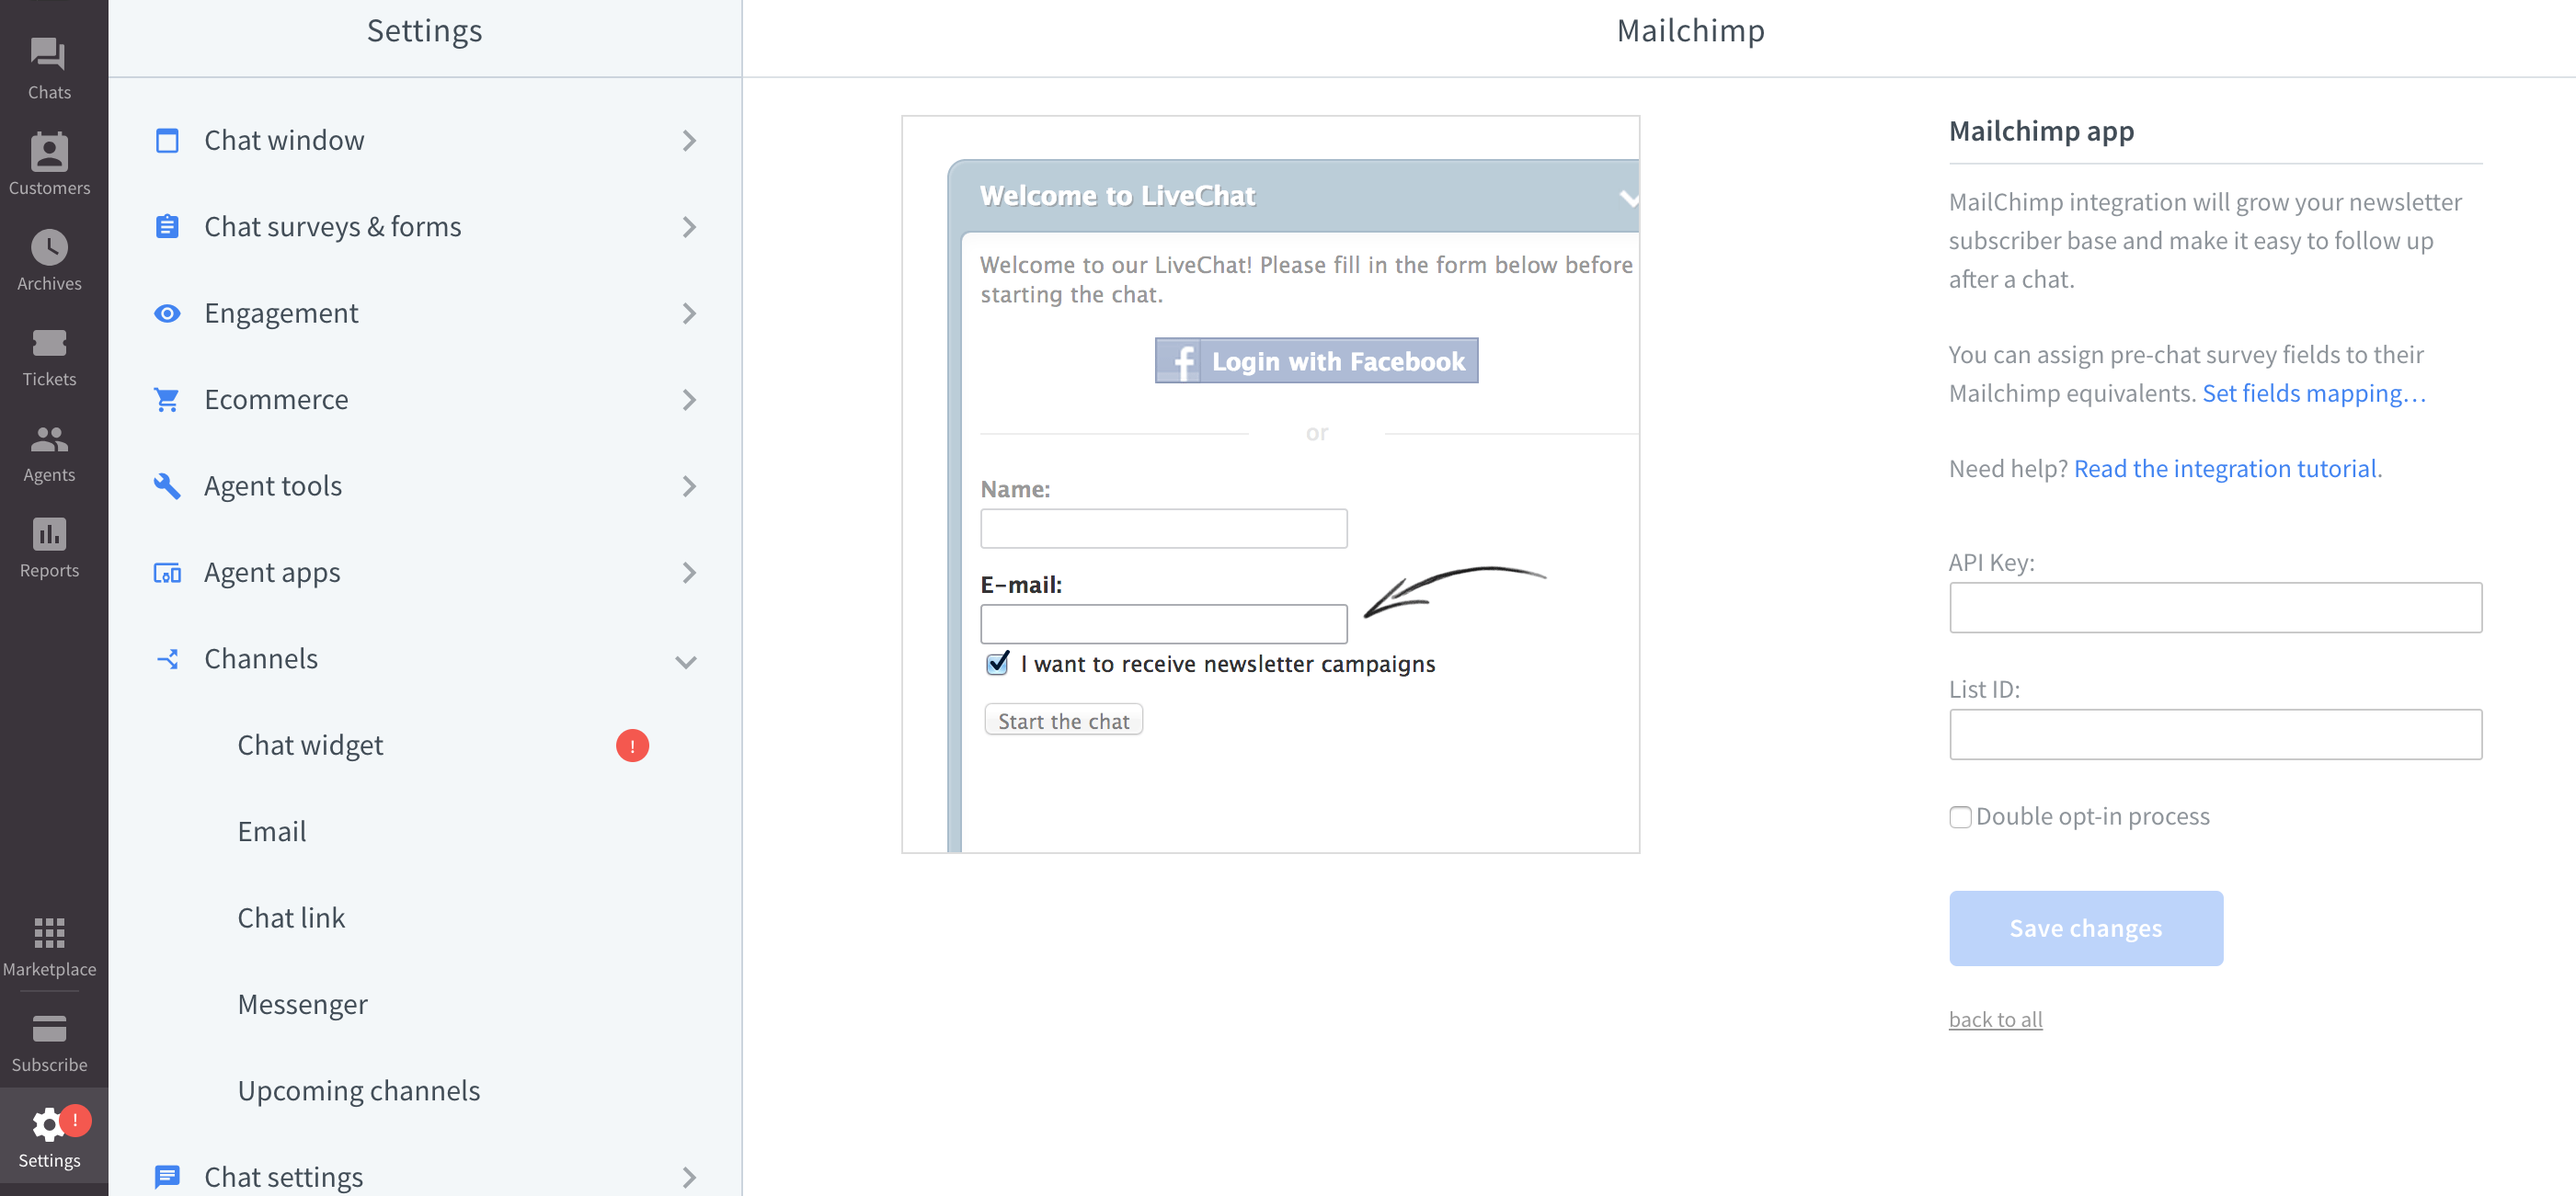 Chats
Customers
Archives
Tickets
Agents
Reports
Marketplace
Subscribe
!
Settings
Settings
Chat window
Chat surveys & forms
Engagement
Ecommerce
Agent tools
Agent apps
Channels
Chat widget
!
Email
Chat link
Messenger
Upcoming channels
Chat settings
Mailchimp
Welcome to LiveChat
Welcome to our LiveChat! Please fill in the form below before
starting the chat.
f Login with Facebook
or
Name:
E-mail:
I want to receive newsletter campaigns
Start the chat
Mailchimp app
MailChimp integration will grow your newsletter
subscriber base and make it easy to follow up
after a chat.
You can assign pre-chat survey fields to their
Mailchimp equivalents. Set fields mapping…
Need help? Read the integration tutorial.
API Key:
List ID:
Double opt-in process
Save changes
back to all